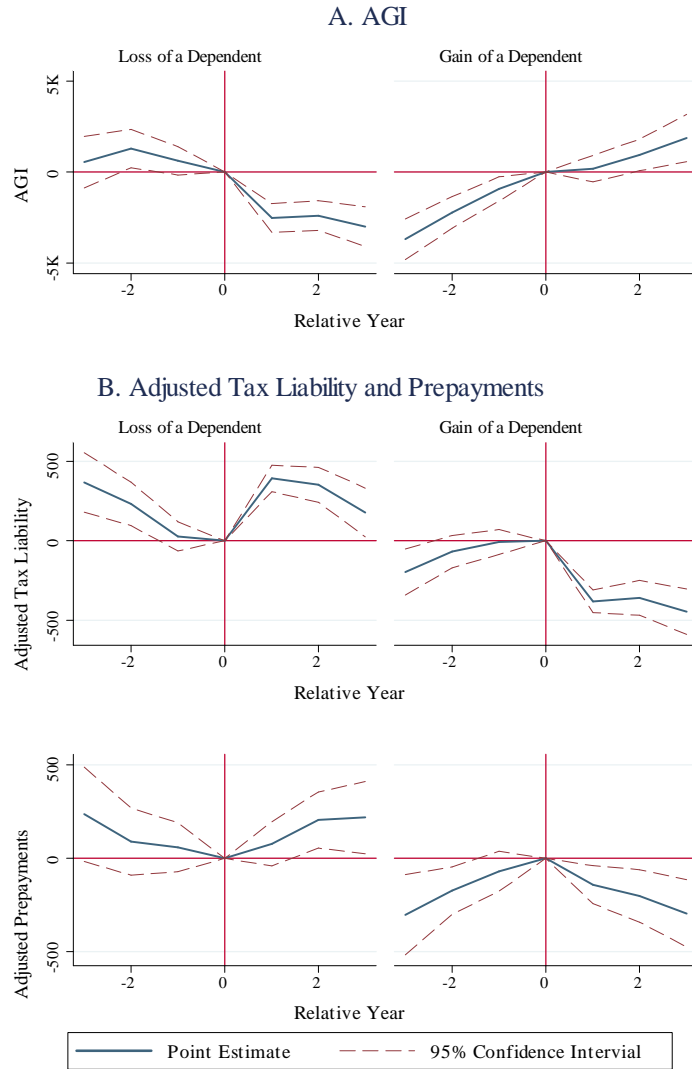 A. AGI
Loss of a Dependent
Gain of a Dependent
AGI
5K
0
-5K
-2
0
2
-2
0
2
Relative Year
B. Adjusted Tax Liability and Prepayments
Loss of a Dependent
Gain of a Dependent
Adjusted Tax Liability
500
0
-500
-2
0
2
-2
0
2
Relative Year
Adjusted Prepayments
500
0
-500
-2
0
2
-2
0
2
Relative Year
Point Estimate
95% Confidence Intervial